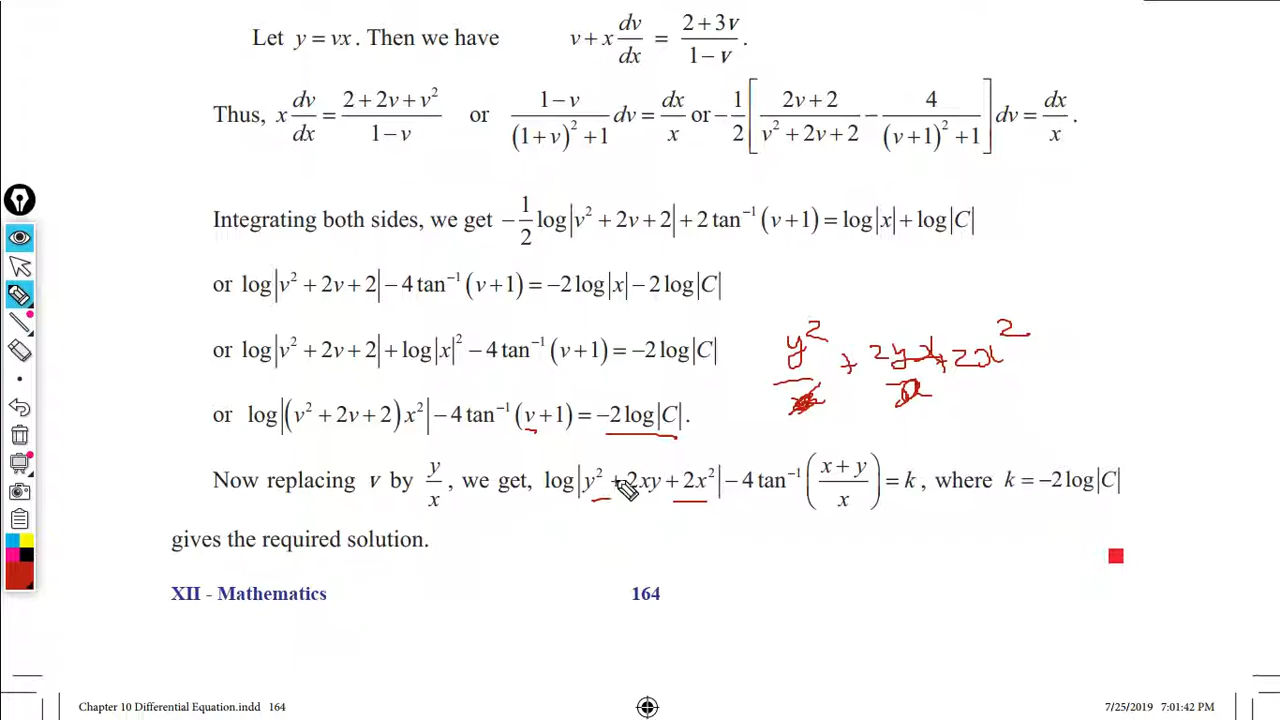 Let y = vx. Then we have v + x dv/dx = (2 + 3v)/(1 − v).
Thus, x dv/dx = (2 + 2v + v²)/(1 − v) or (1 − v)/((1 + v)² + 1) dv = dx/x or −1/2 [(2v + 2)/(v² + 2v + 2) − 4/((v + 1)² + 1)] dv = dx/x.
Integrating both sides, we get −1/2 log|v² + 2v + 2| + 2 tan⁻¹(v + 1) = log|x| + log|C|
or log|v² + 2v + 2| − 4 tan⁻¹(v + 1) = −2 log|x| − 2 log|C|
or log|v² + 2v + 2| + log|x|² − 4 tan⁻¹(v + 1) = −2 log|C|
y² + 2yx + 2x²
or log|(v² + 2v + 2)x²| − 4 tan⁻¹(v + 1) = −2 log|C|.
Now replacing v by y/x, we get, log|y² + 2xy + 2x²| − 4 tan⁻¹((x + y)/x) = k, where k = −2 log|C|
gives the required solution.
XII - Mathematics 164
Chapter 10 Differential Equation.indd 164 7/25/2019 7:01:42 PM